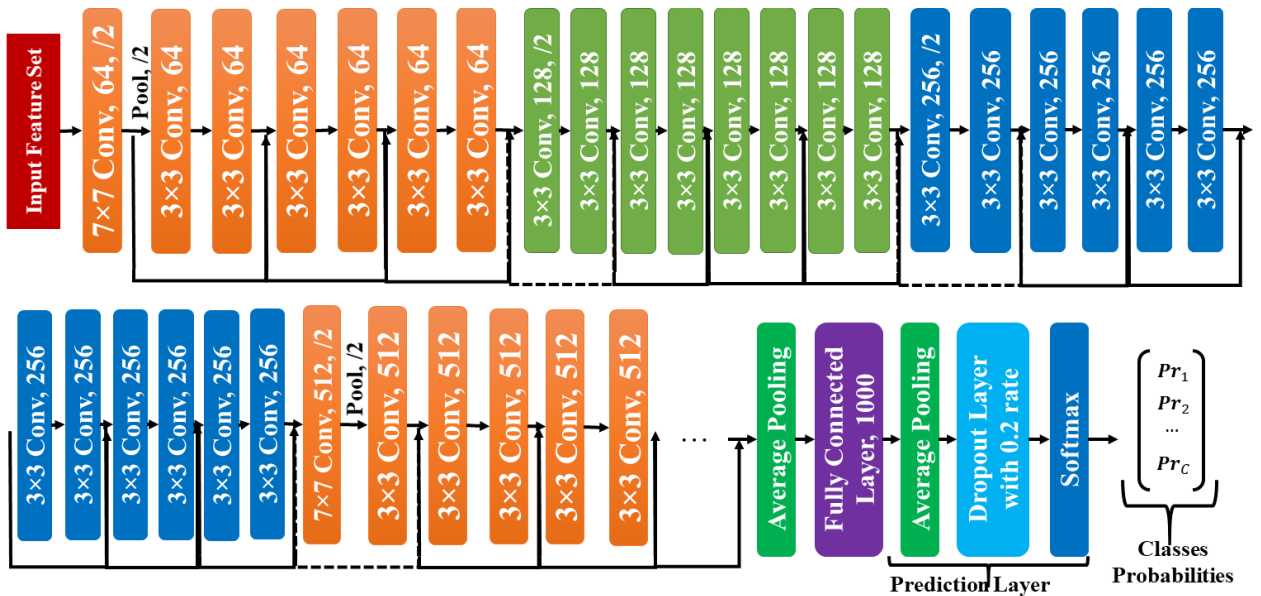 Input Feature Set
7×7 Conv, 64, /2
Pool, /2
3×3 Conv, 64
3×3 Conv, 64
3×3 Conv, 64
3×3 Conv, 64
3×3 Conv, 64
3×3 Conv, 64
3×3 Conv, 128, /2
3×3 Conv, 128
3×3 Conv, 128
3×3 Conv, 128
3×3 Conv, 128
3×3 Conv, 128
3×3 Conv, 128
3×3 Conv, 128
3×3 Conv, 256, /2
3×3 Conv, 256
3×3 Conv, 256
3×3 Conv, 256
3×3 Conv, 256
3×3 Conv, 256
3×3 Conv, 256
3×3 Conv, 256
3×3 Conv, 256
3×3 Conv, 256
3×3 Conv, 256
3×3 Conv, 256
7×7 Conv, 512, /2
Pool, /2
3×3 Conv, 512
3×3 Conv, 512
3×3 Conv, 512
3×3 Conv, 512
3×3 Conv, 512
...
Average Pooling
Fully Connected
Layer, 1000
Average Pooling
Dropout Layer
with 0.2 rate
Softmax
Pr₁
Pr₂
...
Pr_C
Prediction Layer
Classes
Probabilities